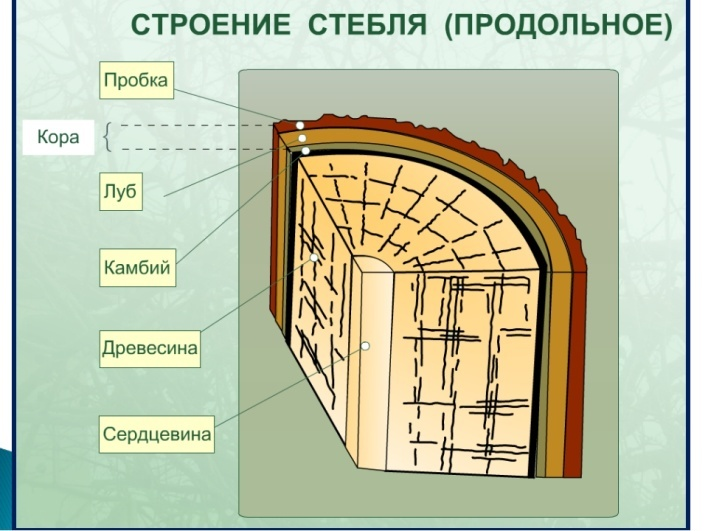 СТРОЕНИЕ СТЕБЛЯ (ПРОДОЛЬНОЕ)
Пробка
Кора
Луб
Камбий
Древесина
Сердцевина